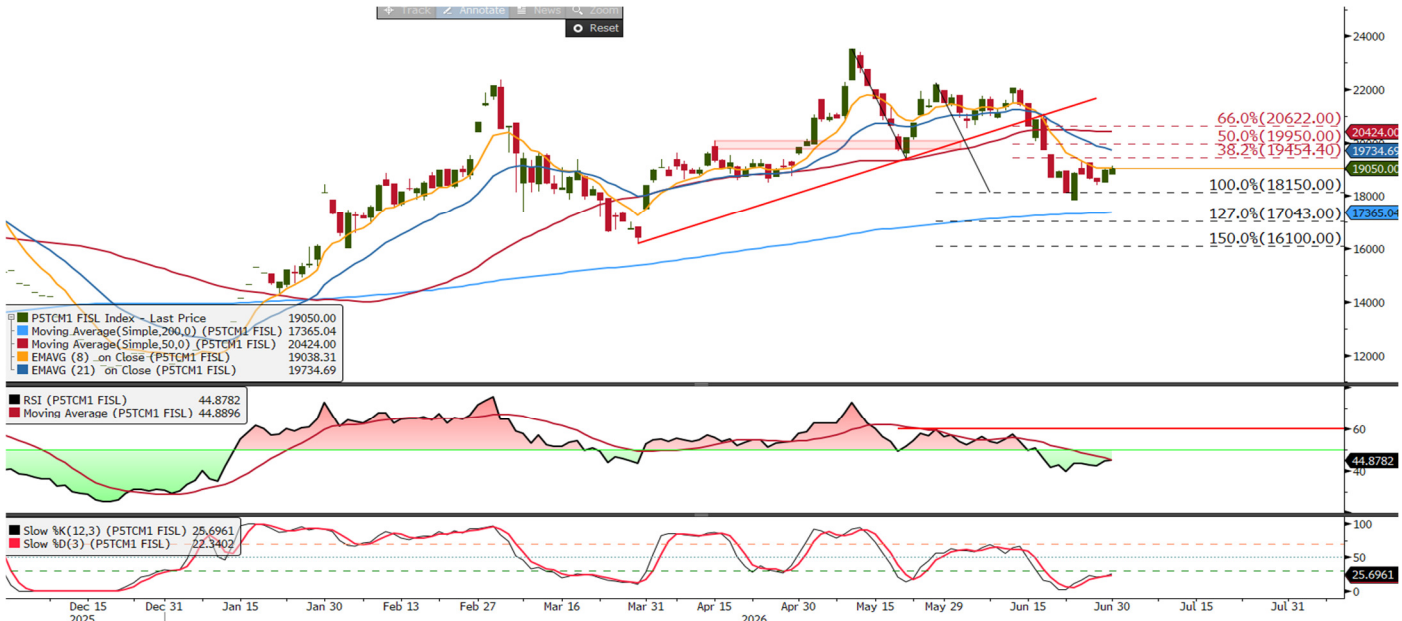 Track Annotate News Zoom
Reset
24000
22000
66.0%(20622.00)
20424.00
50.0%(19950.00)
19734.69
38.2%(19454.40)
19050.00
100.0%(18150.00)
18000
17365.04
127.0%(17043.00)
150.0%(16100.00)
16000
14000
12000
P5TCM1 FISL Index - Last Price 19050.00
Moving Average(Simple,200,0) (P5TCM1 FISL) 17365.04
Moving Average(Simple,50,0) (P5TCM1 FISL) 20424.00
EMAVG (8) on Close (P5TCM1 FISL) 19038.31
EMAVG (21) on Close (P5TCM1 FISL) 19734.69
RSI (P5TCM1 FISL) 44.8782
Moving Average (P5TCM1 FISL) 44.8896
60
44.8782
40
Slow %K(12,3) (P5TCM1 FISL) 25.6961
Slow %D(3) (P5TCM1 FISL) 22.3402
100
50
25.6961
0
Dec 15 Dec 31 Jan 15 Jan 30 Feb 13 Feb 27 Mar 16 Mar 31 Apr 15 Apr 30 May 15 May 29 Jun 15 Jun 30 Jul 15 Jul 31
2025 2026